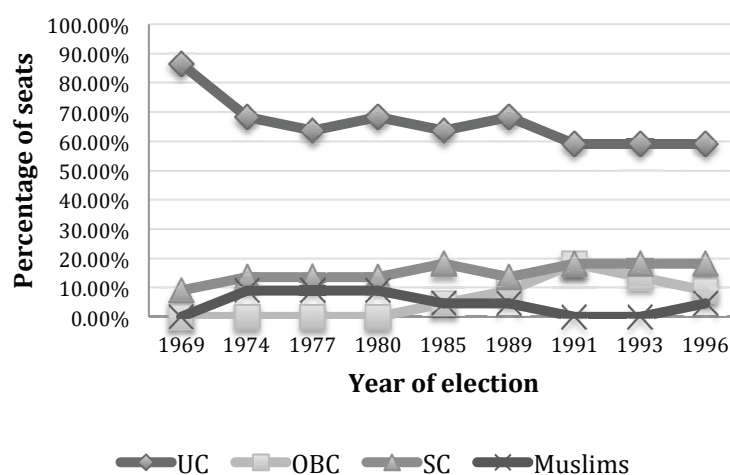 100.00%
90.00%
80.00%
70.00%
60.00%
50.00%
40.00%
30.00%
20.00%
10.00%
0.00%
Percentage of seats
1969 1974 1977 1980 1985 1989 1991 1993 1996
Year of election
UC OBC SC Muslims